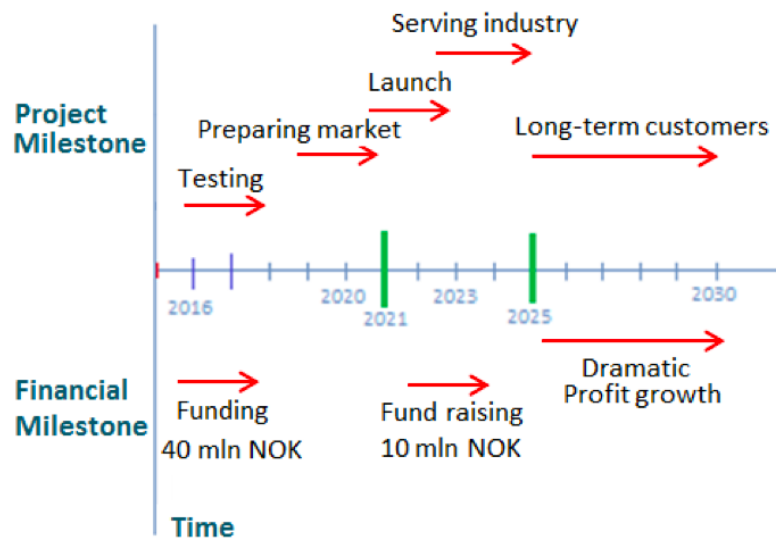 Serving industry
Launch
Project
Milestone
Preparing market
Long-term customers
Testing
2016
2020
2021
2023
2025
2030
Financial
Milestone
Funding
40 mln NOK
Fund raising
10 mln NOK
Dramatic
Profit growth
Time